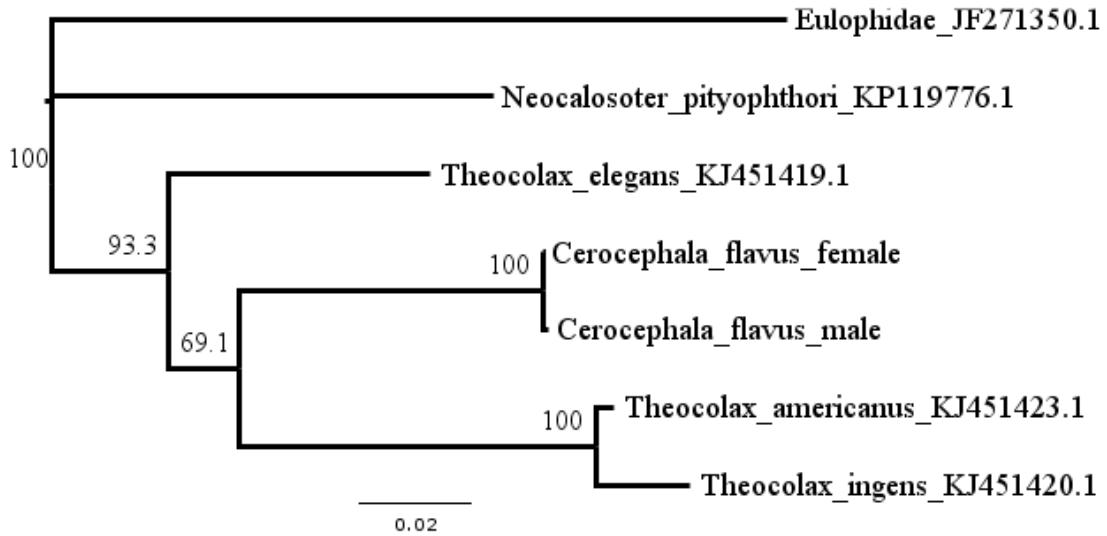 Eulophidae_JF271350.1
Neocalosoter_pityophthori_KP119776.1
100
Theocolax_elegans_KJ451419.1
93.3
Cerocephala_flavus_female
100
Cerocephala_flavus_male
69.1
Theocolax_americanus_KJ451423.1
100
Theocolax_ingens_KJ451420.1
0.02